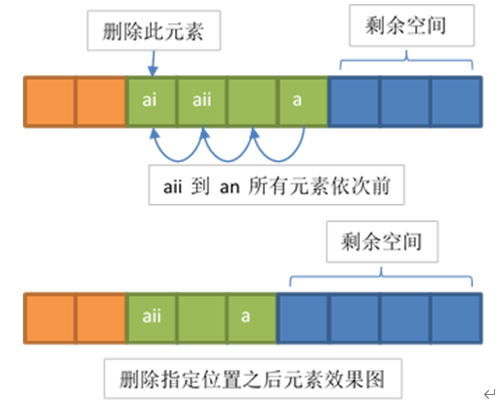 删除此元素
剩余空间
ai aii a
aii 到 an 所有元素依次前
剩余空间
aii a
删除指定位置之后元素效果图